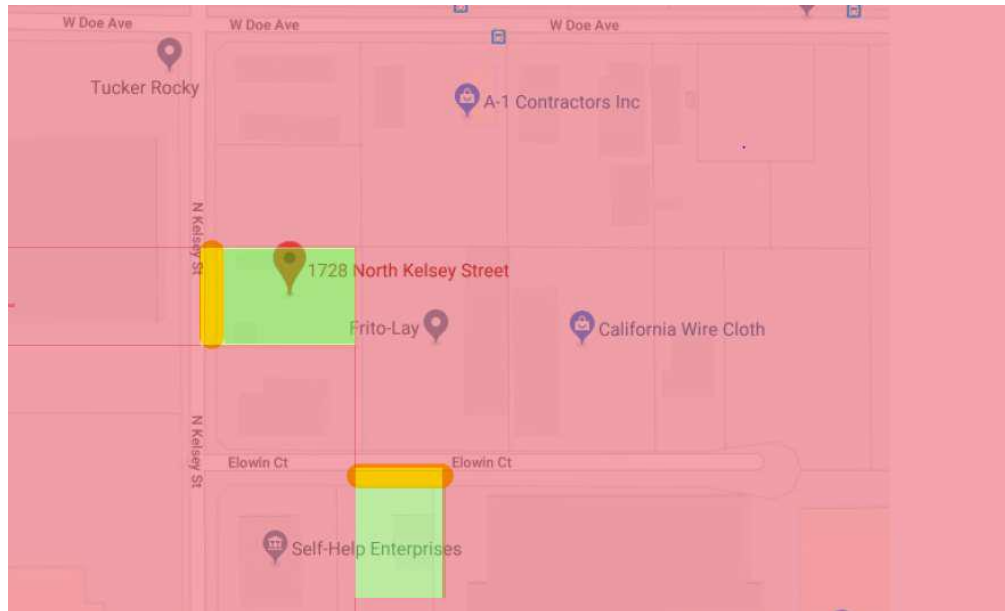 W Doe Ave
W Doe Ave
W Doe Ave
Tucker Rocky
A-1 Contractors Inc
N Kelsey St
1728 North Kelsey Street
Frito-Lay
California Wire Cloth
N Kelsey St
Elowin Ct
Elowin Ct
Self-Help Enterprises